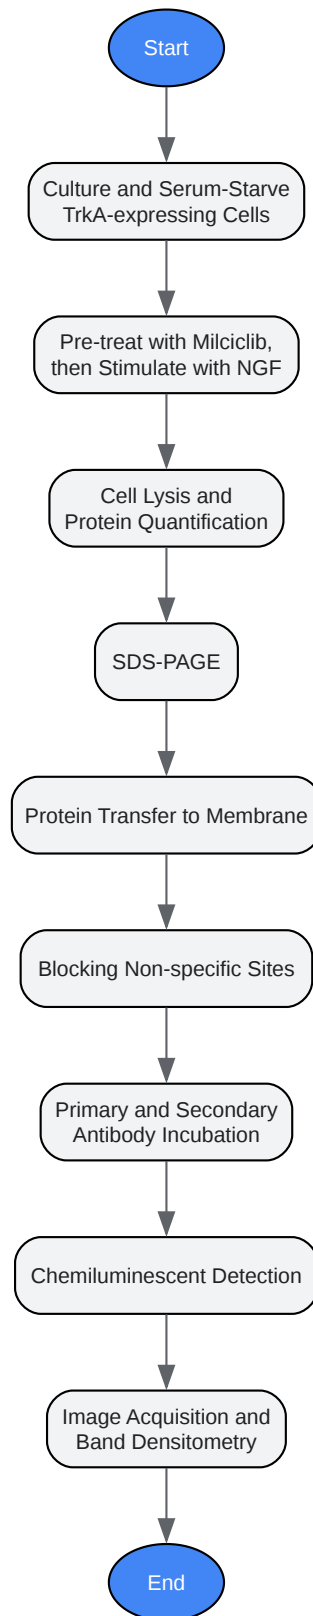 Start
Culture and Serum-Starve
TrkA-expressing Cells
Pre-treat with Milciclib,
then Stimulate with NGF
Cell Lysis and
Protein Quantification
SDS-PAGE
Protein Transfer to Membrane
Blocking Non-specific Sites
Primary and Secondary
Antibody Incubation
Chemiluminescent Detection
Image Acquisition and
Band Densitometry
End